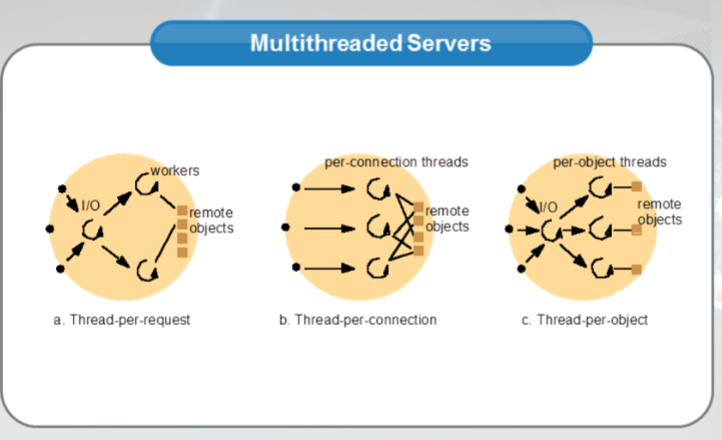 Multithreaded Servers
workers
I/O
remote
objects
a. Thread-per-request
per-connection threads
remote
objects
b. Thread-per-connection
per-object threads
I/O
remote
objects
c. Thread-per-object